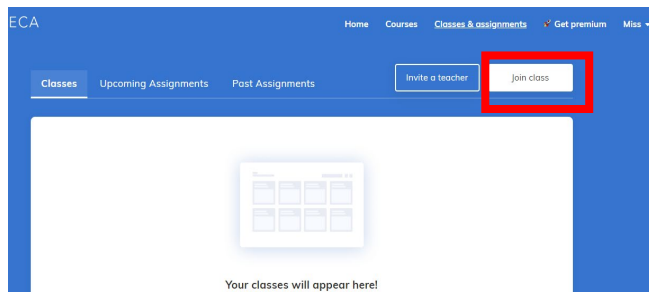 ECA
Home Courses Classes & assignments Get premium Miss
Classes Upcoming Assignments Past Assignments Invite a teacher Join class
Your classes will appear here!